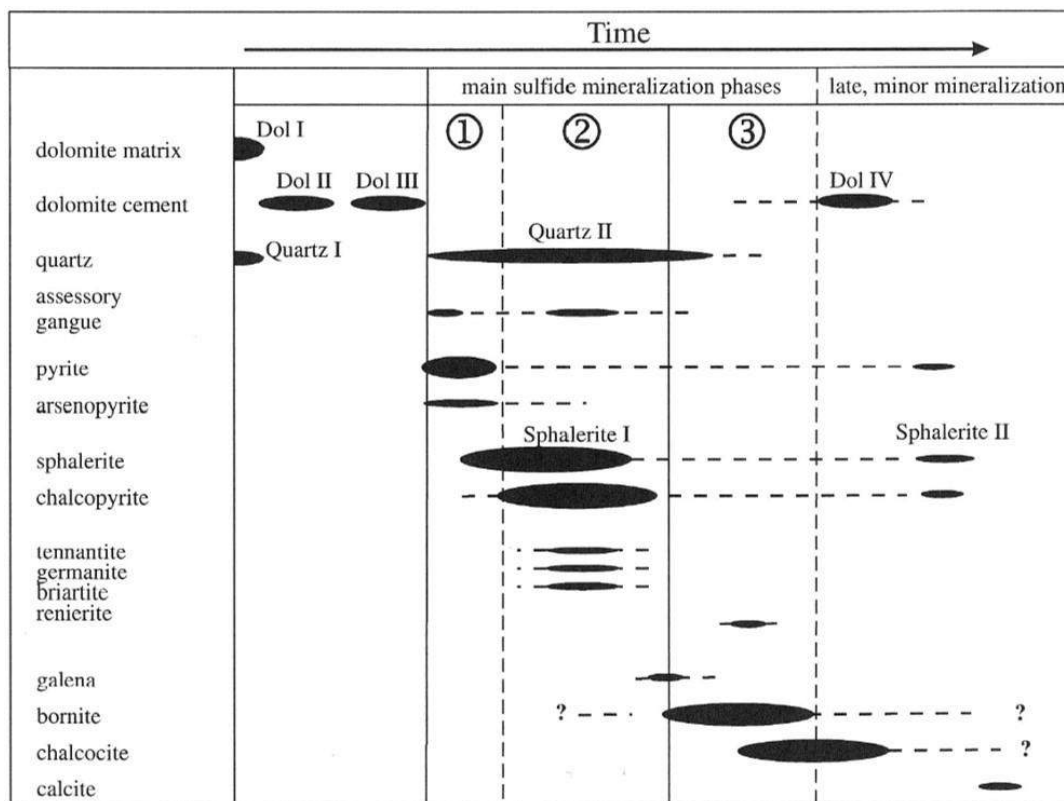 Time
main sulfide mineralization phases late, minor mineralization
① ② ③
Dol I
dolomite matrix
Dol II Dol III Dol IV
dolomite cement
Quartz II
quartz Quartz I
assessory
gangue
pyrite
arsenopyrite
Sphalerite I Sphalerite II
sphalerite
chalcopyrite
tennantite
germanite
briartite
renierite
galena
bornite ? ?
chalcocite ?
calcite